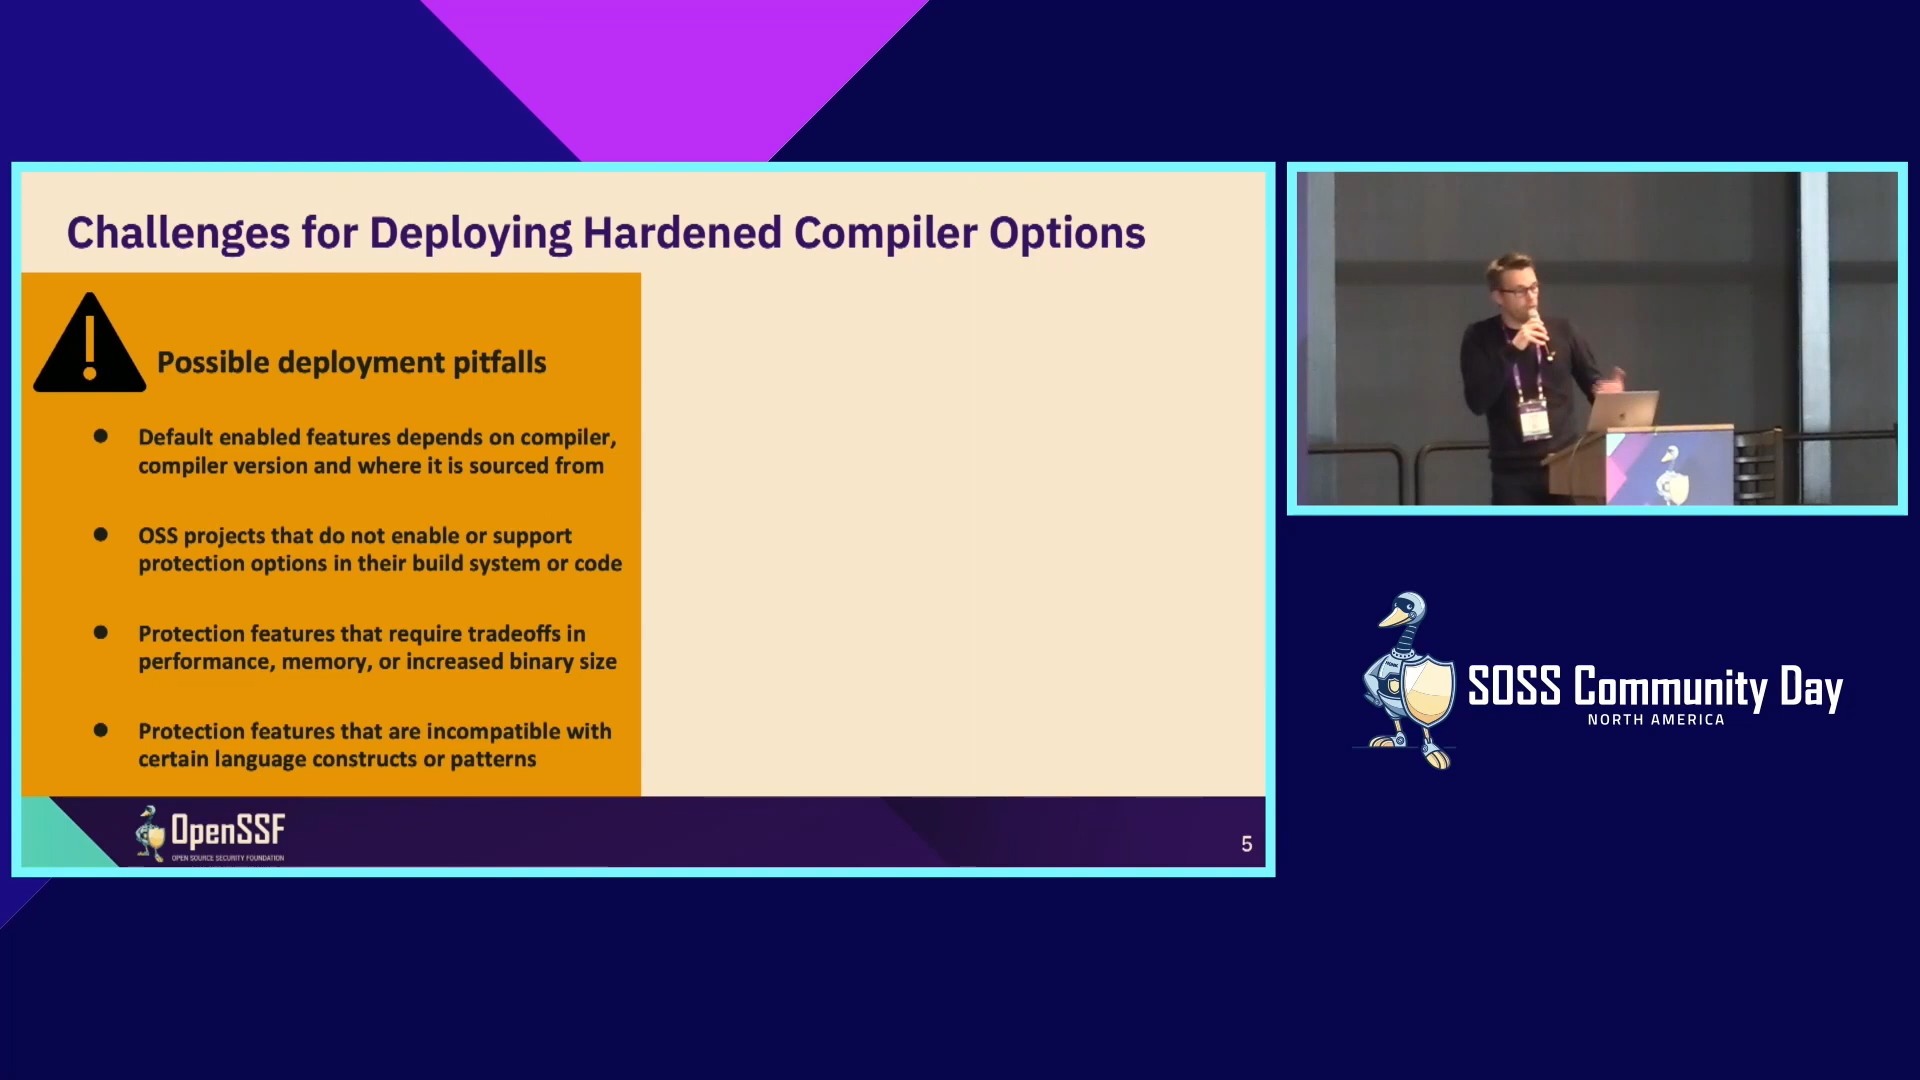 Challenges for Deploying Hardened Compiler Options
Possible deployment pitfalls
● Default enabled features depends on compiler,
compiler version and where it is sourced from
● OSS projects that do not enable or support
protection options in their build system or code
● Protection features that require tradeoffs in
performance, memory, or increased binary size
● Protection features that are incompatible with
certain language constructs or patterns
OpenSSF
OPEN SOURCE SECURITY FOUNDATION
5
SOSS Community Day
NORTH AMERICA